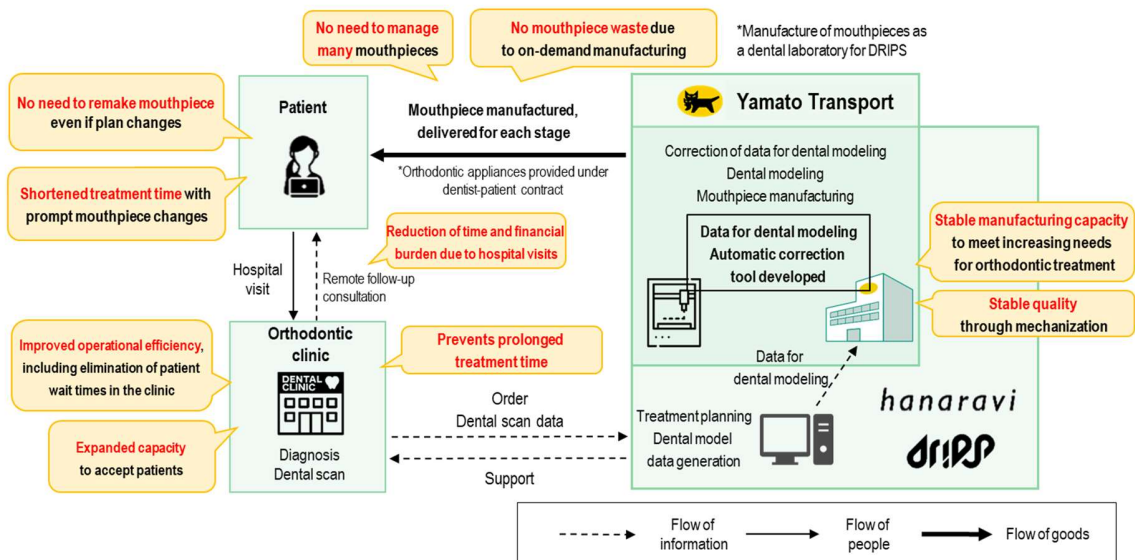 No need to manage
many mouthpieces
No mouthpiece waste due
to on-demand manufacturing
*Manufacture of mouthpieces as
a dental laboratory for DRIPS
No need to remake mouthpiece
even if plan changes
Patient
Mouthpiece manufactured,
delivered for each stage
Yamato Transport
*Orthodontic appliances provided under
dentist-patient contract
Correction of data for dental modeling
Dental modeling
Mouthpiece manufacturing
Shortened treatment time with
prompt mouthpiece changes
Data for dental modeling
Automatic correction
tool developed
Stable manufacturing capacity
to meet increasing needs
for orthodontic treatment
Reduction of time and financial
burden due to hospital visits
Hospital
visit
Remote follow-up
consultation
Stable quality
through mechanization
Improved operational efficiency,
including elimination of patient
wait times in the clinic
Orthodontic
clinic
DENTAL
CLINIC
Prevents prolonged
treatment time
Data for
dental modeling
Expanded capacity
to accept patients
Diagnosis
Dental scan
Order
Dental scan data
Support
Treatment planning
Dental model
data generation
hanaravi
DRIPS
Flow of
information
Flow of
people
Flow of goods